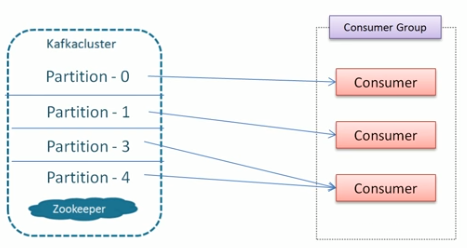 Kafkacluster
Partition - 0
Partition - 1
Partition - 3
Partition - 4
Zookeeper
Consumer Group
Consumer
Consumer
Consumer